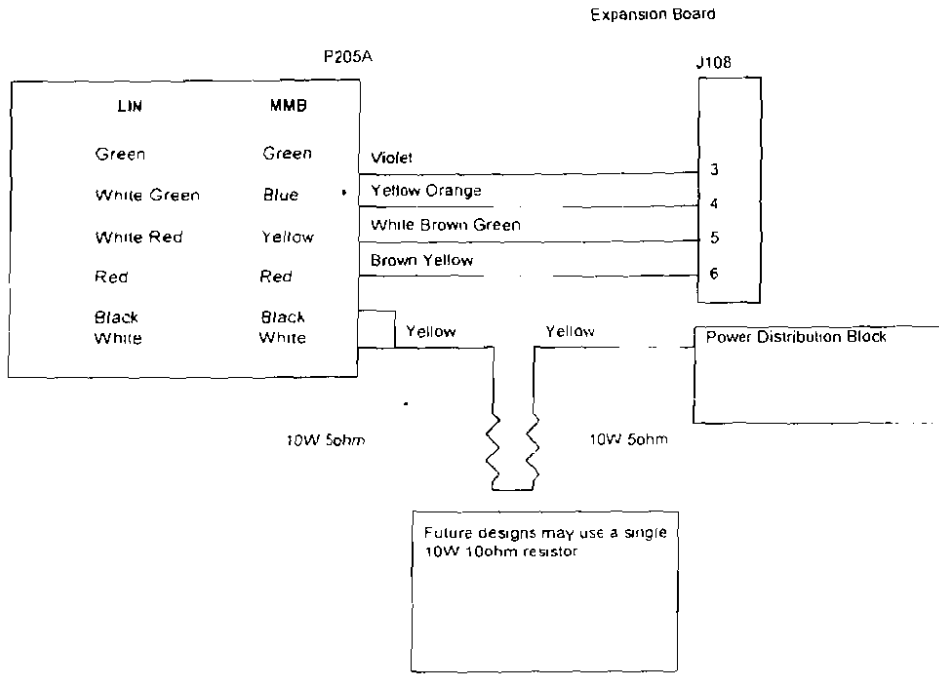 Expansion Board
P205A
J108
LIN MMB
Green Green
Violet
3
White Green Blue
Yellow Orange
4
White Red Yellow
White Brown Green
5
Red Red
Brown Yellow
6
Black Black
White White
Yellow Yellow
Power Distribution Block
10W 5ohm 10W 5ohm
Future designs may use a single
10W 10ohm resistor